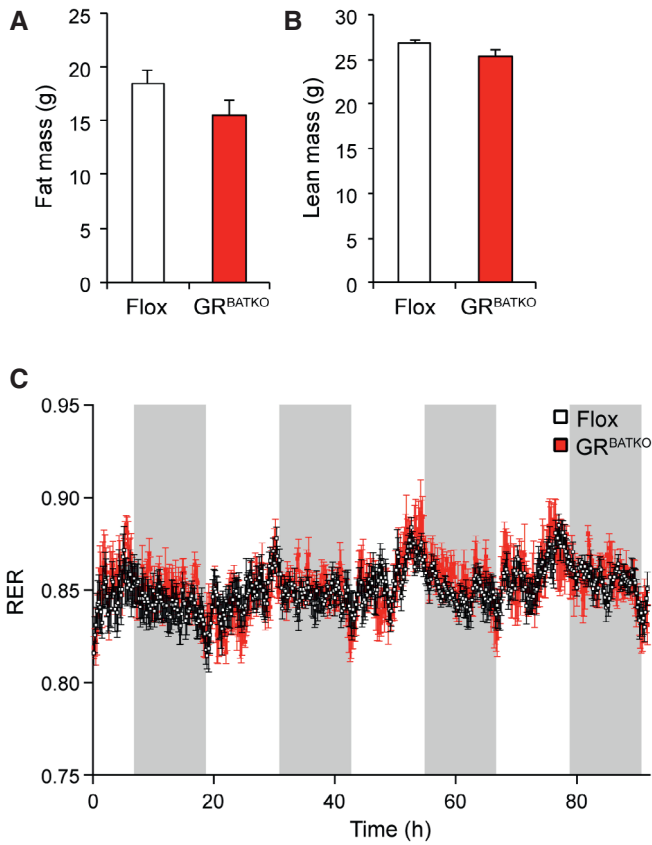 A
B
25
20
15
10
5
0
Fat mass (g)
Flox
GRBATKO
30
25
20
15
10
5
0
Lean mass (g)
Flox
GRBATKO
C
0.95
0.90
0.85
0.80
0.75
RER
Flox
GRBATKO
0
20
40
60
80
Time (h)